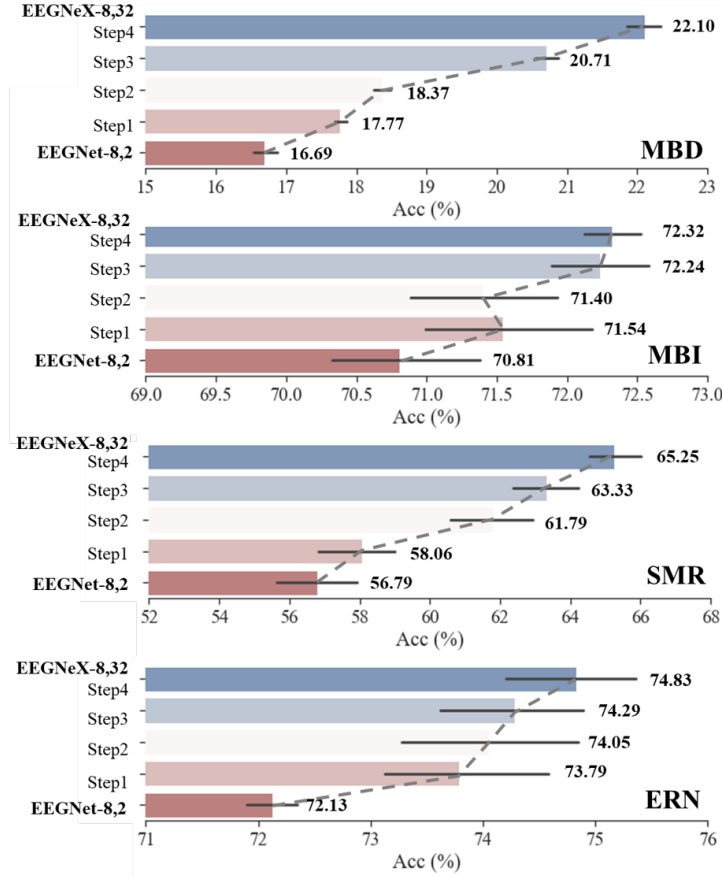 EEGNeX-8,32
Step4 22.10
Step3 20.71
Step2 18.37
Step1 17.77
EEGNet-8,2 16.69
MBD
15 16 17 18 19 20 21 22 23
Acc (%)
EEGNeX-8,32
Step4 72.32
Step3 72.24
Step2 71.40
Step1 71.54
EEGNet-8,2 70.81
MBI
69.0 69.5 70.0 70.5 71.0 71.5 72.0 72.5 73.0
Acc (%)
EEGNeX-8,32
Step4 65.25
Step3 63.33
Step2 61.79
Step1 58.06
EEGNet-8,2 56.79
SMR
52 54 56 58 60 62 64 66 68
Acc (%)
EEGNeX-8,32
Step4 74.83
Step3 74.29
Step2 74.05
Step1 73.79
EEGNet-8,2 72.13
ERN
71 72 73 74 75 76
Acc (%)